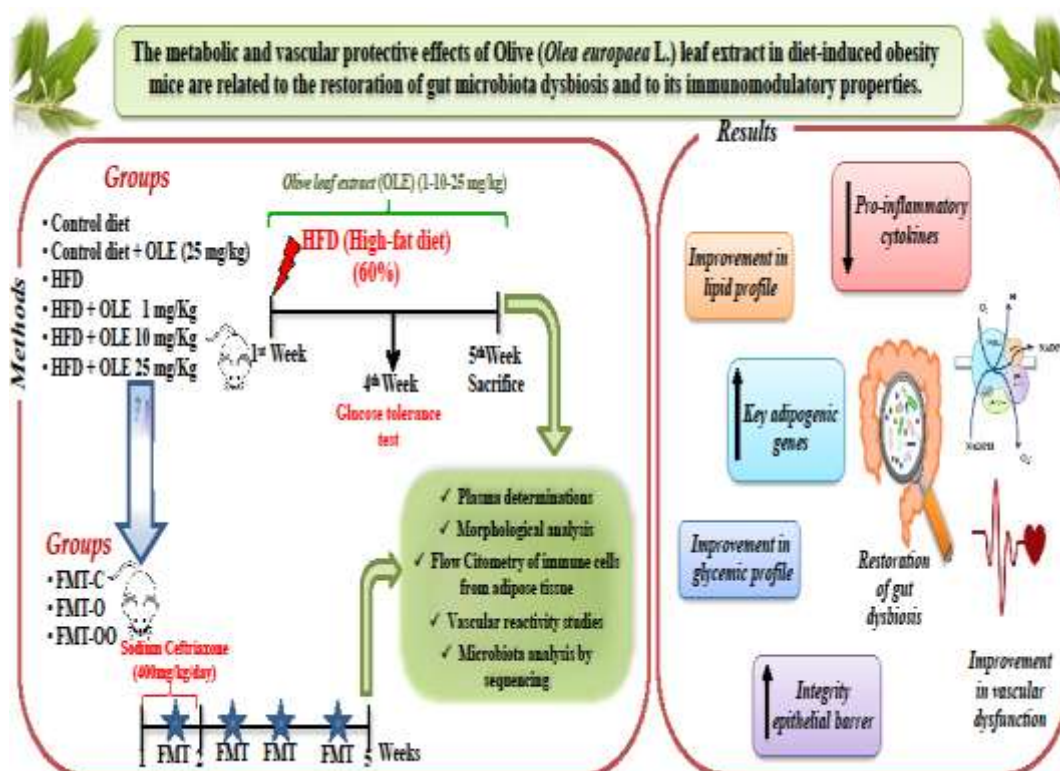 The metabolic and vascular protective effects of Olive (Olea europaea L.) leaf extract in diet-induced obesity
mice are related to the restoration of gut microbiota dysbiosis and to its immunomodulatory properties.
Methods
Groups
• Control diet
• Control diet + OLE (25 mg/kg)
• HFD
• HFD + OLE 1 mg/Kg
• HFD + OLE 10 mg/Kg
• HFD + OLE 25 mg/Kg
Olive leaf extract (OLE) (1-10-25 mg/kg)
HFD (High-fat diet)
(60%)
1st Week
4th Week
Glucose tolerance
test
5th Week
Sacrifice
Groups
• FMT-C
• FMT-O
• FMT-OO
Sodium Ceftriaxone
(400mg/kg/day)
1 FMT 2 FMT FMT FMT 5 Weeks
✓ Plasma determinations
✓ Morphological analysis
✓ Flow Citometry of immune cells
from adipose tissue
✓ Vascular reactivity studies
✓ Microbiota analysis by
sequencing
Results
Pro-inflammatory
cytokines
Improvement in
lipid profile
Key adipogenic
genes
Improvement in
glycemic profile
Restoration
of gut
dysbiosis
Integrity
epithelial barrer
Improvement
in vascular
dysfunction
NADPH